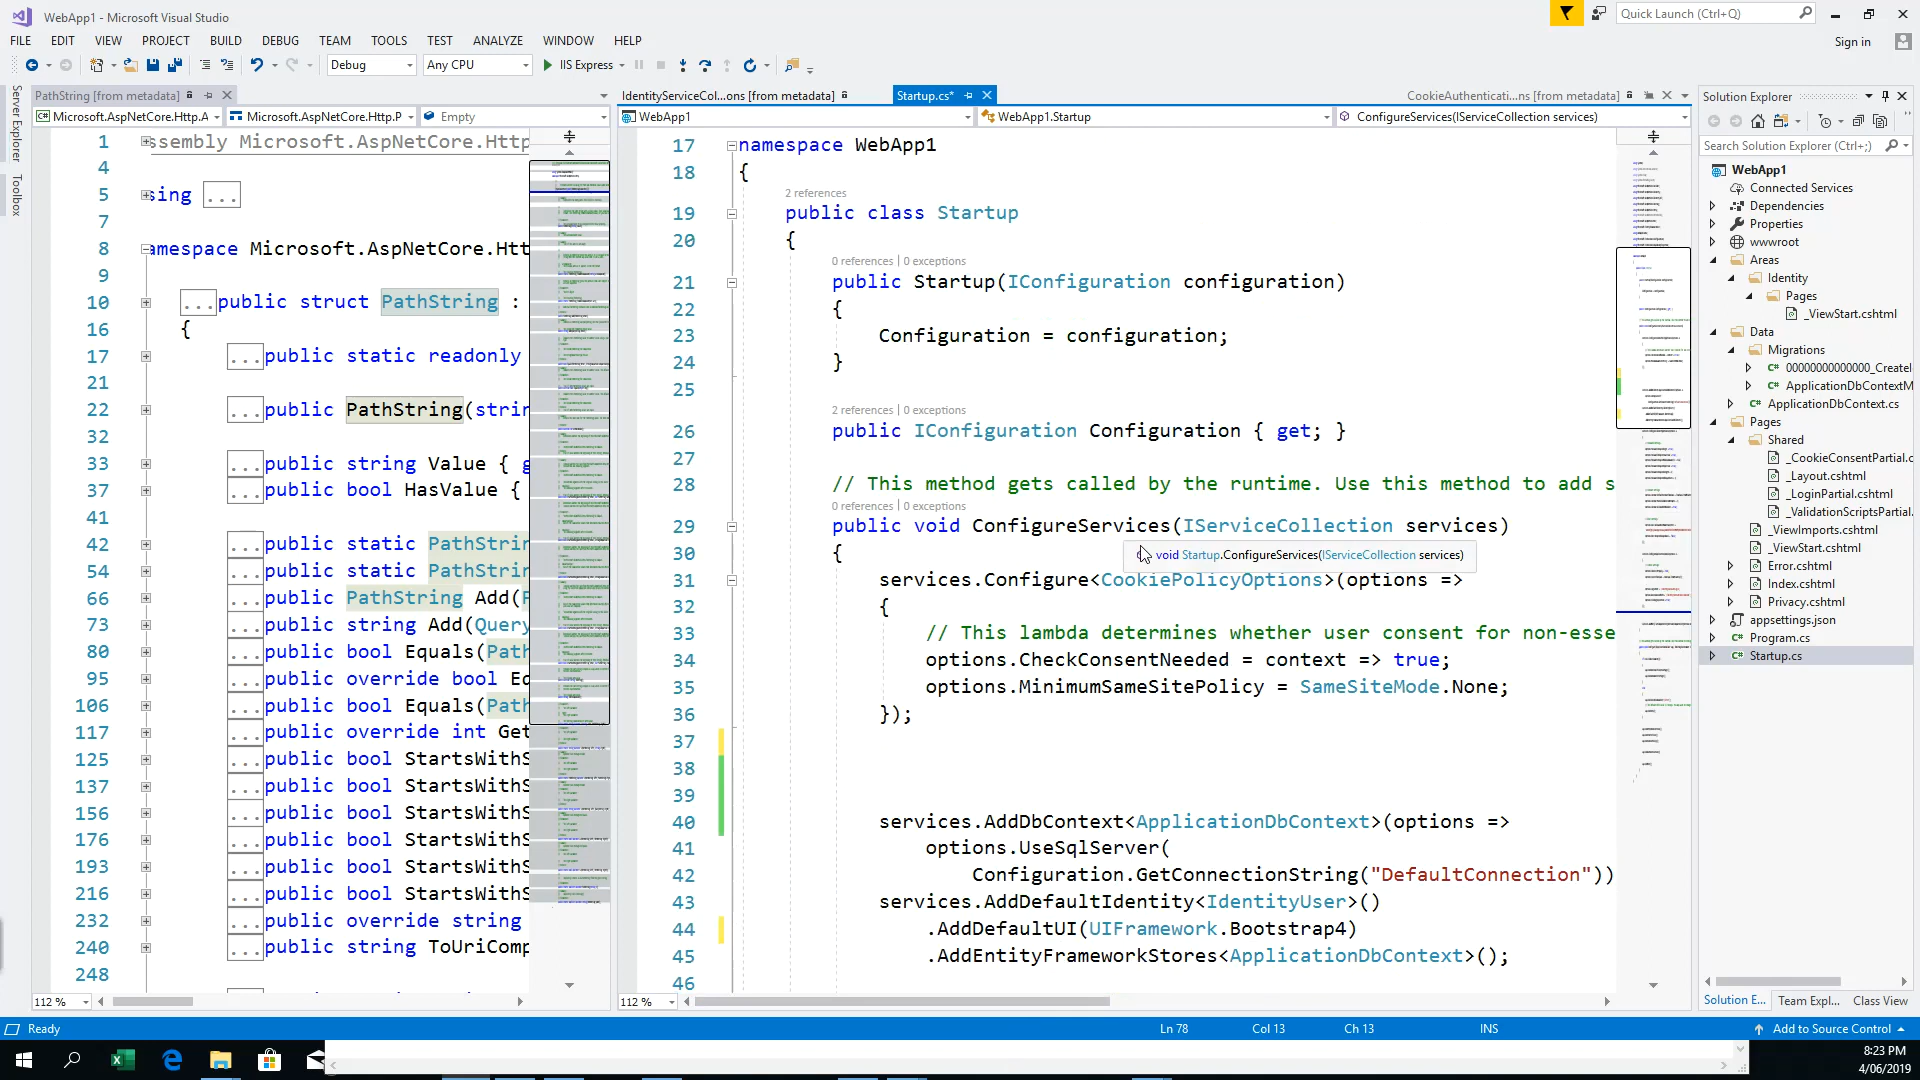 WebApp1 - Microsoft Visual Studio
Quick Launch (Ctrl+Q)
FILE EDIT VIEW PROJECT BUILD DEBUG TEAM TOOLS TEST ANALYZE WINDOW HELP
Sign in
Debug Any CPU IIS Express
Server Explorer
Toolbox
PathString [from metadata]
Microsoft.AspNetCore.Http.A Microsoft.AspNetCore.Http.P Empty
1 ssembly Microsoft.AspNetCore.Http
4
5 sing ...
7
8 amespace Microsoft.AspNetCore.Htt
9
10 ...public struct PathString :
16 {
17 ...public static readonly
21
22 ...public PathString(strin
32
33 ...public string Value { g
37 ...public bool HasValue {
41
42 ...public static PathStrin
54 ...public static PathStrin
66 ...public PathString Add(P
73 ...public string Add(Query
80 ...public bool Equals(Path
95 ...public override bool Eq
106 ...public bool Equals(Path
117 ...public override int Get
125 ...public bool StartsWithS
137 ...public bool StartsWithS
156 ...public bool StartsWithS
176 ...public bool StartsWithS
193 ...public bool StartsWithS
216 ...public bool StartsWithS
232 ...public override string
240 ...public string ToUriComp
248
112 %
IdentityServiceCol...ons [from metadata] Startup.cs* CookieAuthenticati...ns [from metadata]
WebApp1 WebApp1.Startup ConfigureServices(IServiceCollection services)
17 namespace WebApp1
18 {
2 references
19 public class Startup
20 {
0 references | 0 exceptions
21 public Startup(IConfiguration configuration)
22 {
23 Configuration = configuration;
24 }
25
2 references | 0 exceptions
26 public IConfiguration Configuration { get; }
27
28 // This method gets called by the runtime. Use this method to add s
0 references | 0 exceptions
29 public void ConfigureServices(IServiceCollection services)
30 {
void Startup.ConfigureServices(IServiceCollection services)
31 services.Configure<CookiePolicyOptions>(options =>
32 {
33 // This lambda determines whether user consent for non-esse
34 options.CheckConsentNeeded = context => true;
35 options.MinimumSameSitePolicy = SameSiteMode.None;
36 });
37
38
39
40 services.AddDbContext<ApplicationDbContext>(options =>
41 options.UseSqlServer(
42 Configuration.GetConnectionString("DefaultConnection"))
43 services.AddDefaultIdentity<IdentityUser>()
44 .AddDefaultUI(UIFramework.Bootstrap4)
45 .AddEntityFrameworkStores<ApplicationDbContext>();
46
112 %
Solution Explorer
Search Solution Explorer (Ctrl+;)
WebApp1
Connected Services
Dependencies
Properties
wwwroot
Areas
Identity
Pages
_ViewStart.cshtml
Data
Migrations
00000000000000_CreateI
ApplicationDbContextM
ApplicationDbContext.cs
Pages
Shared
_CookieConsentPartial.c
_Layout.cshtml
_LoginPartial.cshtml
_ValidationScriptsPartial.
_ViewImports.cshtml
_ViewStart.cshtml
Error.cshtml
Index.cshtml
Privacy.cshtml
appsettings.json
Program.cs
Startup.cs
Solution E... Team Expl... Class View
Ready
Ln 78 Col 13 Ch 13 INS
Add to Source Control
8:23 PM
4/06/2019